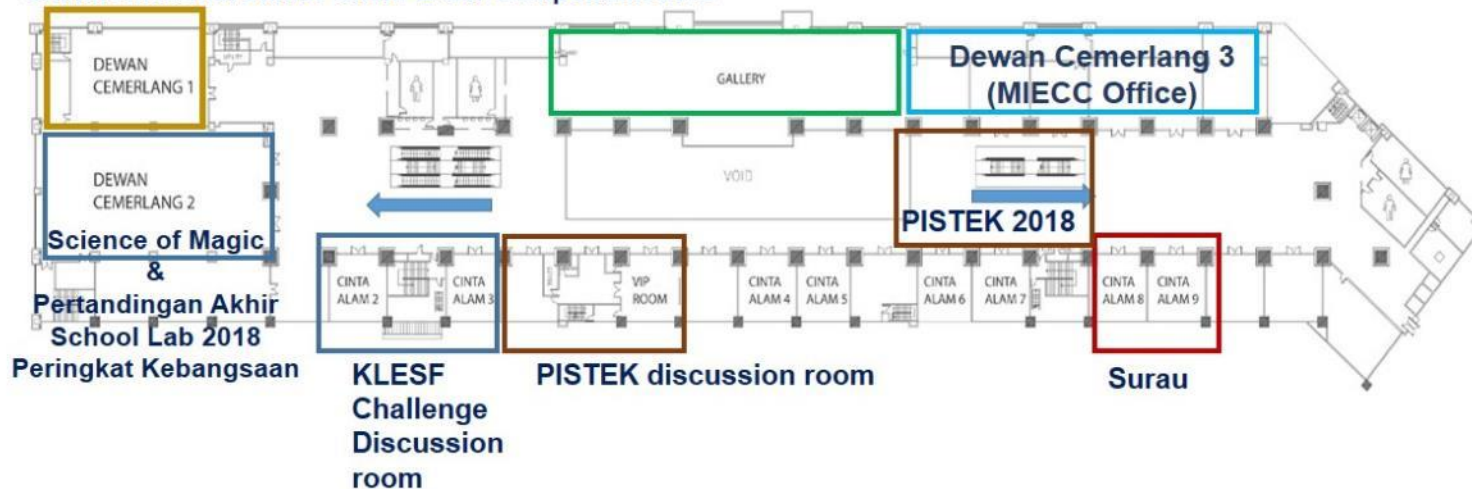 DEWAN
CEMERLANG 1
UTILITY
GALLERY
Dewan Cemerlang 3
(MIECC Office)
DEWAN
CEMERLANG 2
VOID
PISTEK 2018
Science of Magic
&
Pertandingan Akhir
School Lab 2018
Peringkat Kebangsaan
CINTA
ALAM 2
CINTA
ALAM 3
VIP
ROOM
CINTA
ALAM 4
CINTA
ALAM 5
CINTA
ALAM 6
CINTA
ALAM 7
CINTA
ALAM 8
CINTA
ALAM 9
KLESF
Challenge
Discussion
room
PISTEK discussion room
Surau